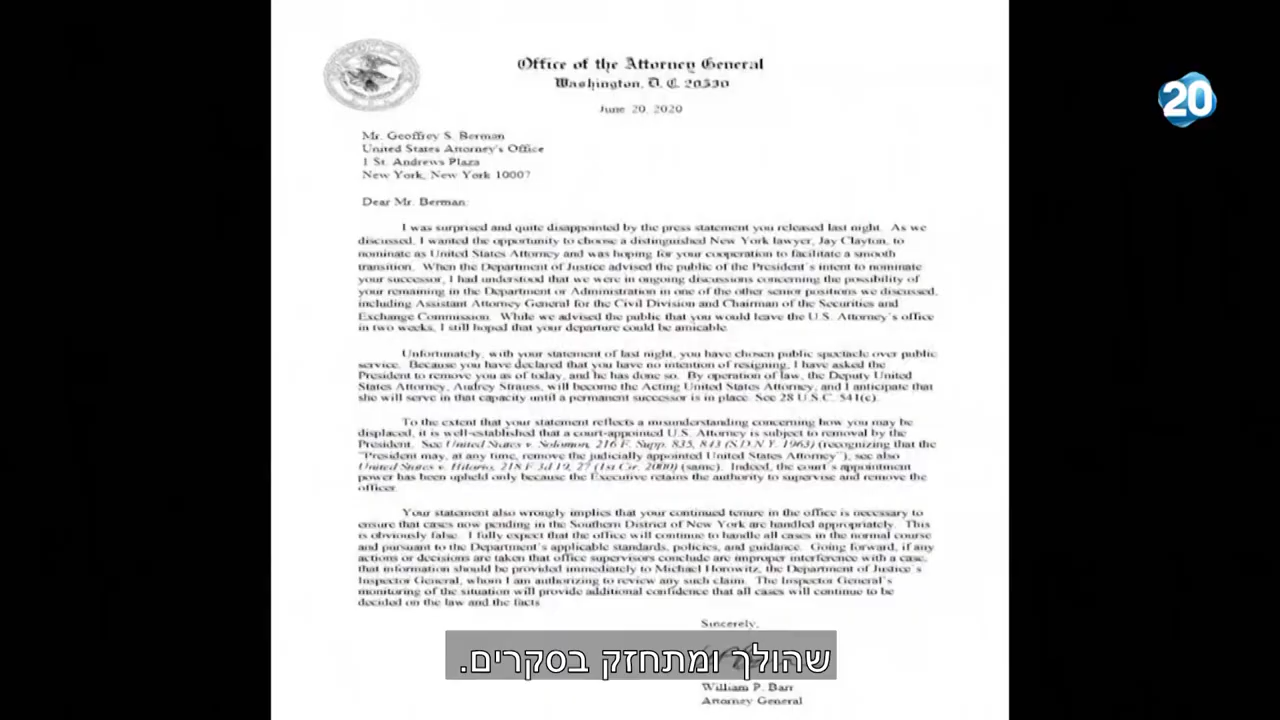 Office of the Attorney General
Washington, D. C. 20530
June 20, 2020
20
Mr. Geoffrey S. Berman
United States Attorney's Office
1 St. Andrews Plaza
New York, New York 10007
Dear Mr. Berman:
I was surprised and quite disappointed by the press statement you released last night. As we
discussed, I wanted the opportunity to choose a distinguished New York lawyer, Jay Clayton, to
nominate as United States Attorney and was hoping for your cooperation to facilitate a smooth
transition. When the Department of Justice advised the public of the President's intent to nominate
your successor, I had understood that we were in ongoing discussions concerning the possibility of
your remaining in the Department or Administration in one of the other senior positions we discussed,
including Assistant Attorney General for the Civil Division and Chairman of the Securities and
Exchange Commission. While we advised the public that you would leave the U.S. Attorney's office
in two weeks, I still hoped that your departure could be amicable.
Unfortunately, with your statement of last night, you have chosen public spectacle over public
service. Because you have declared that you have no intention of resigning, I have asked the
President to remove you as of today, and he has done so. By operation of law, the Deputy United
States Attorney, Audrey Strauss, will become the Acting United States Attorney, and I anticipate that
she will serve in that capacity until a permanent successor is in place. See 28 U.S.C. 541(c).
To the extent that your statement reflects a misunderstanding concerning how you may be
displaced, it is well-established that a court-appointed U.S. Attorney is subject to removal by the
President. See United States v. Solomon, 216 F. Supp. 835, 843 (S.D.N.Y. 1963) (recognizing that the
"President may, at any time, remove the judicially appointed United States Attorney"); see also
United States v. Hilario, 218 F.3d 19, 27 (1st Cir. 2000) (same). Indeed, the court's appointment
power has been upheld only because the Executive retains the authority to supervise and remove the
officer.
Your statement also wrongly implies that your continued tenure in the office is necessary to
ensure that cases now pending in the Southern District of New York are handled appropriately. This
is obviously false. I fully expect that the office will continue to handle all cases in the normal course
and pursuant to the Department's applicable standards, policies, and guidance. Going forward, if any
actions or decisions are taken that office supervisors conclude are improper interference with a case,
that information should be provided immediately to Michael Horowitz, the Department of Justice's
Inspector General, whom I am authorizing to review any such claim. The Inspector General's
monitoring of the situation will provide additional confidence that all cases will continue to be
decided on the law and the facts.
Sincerely,
שהולך ומתחזק בסקרים.
William P. Barr
Attorney General